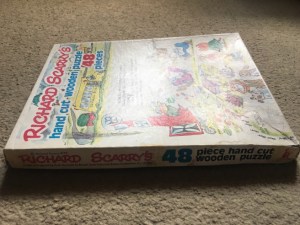 RICHARD SCARRY'S
hand cut wooden puzzle
48
pieces
RICHARD SCARRY'S 48 piece hand cut
wooden puzzle